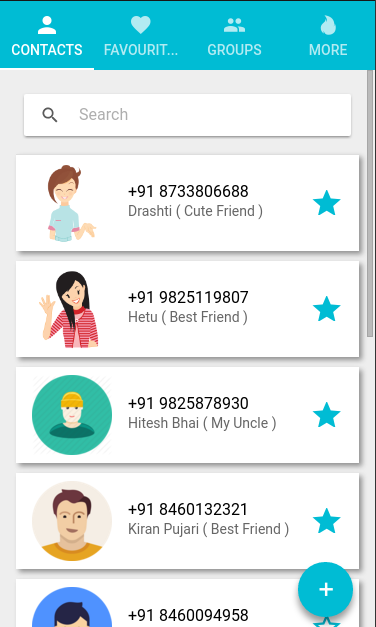 CONTACTS FAVOURIT... GROUPS MORE
Search
+91 8733806688
Drashti ( Cute Friend )
+91 9825119807
Hetu ( Best Friend )
+91 9825878930
Hitesh Bhai ( My Uncle )
+91 8460132321
Kiran Pujari ( Best Friend )
+91 8460094958